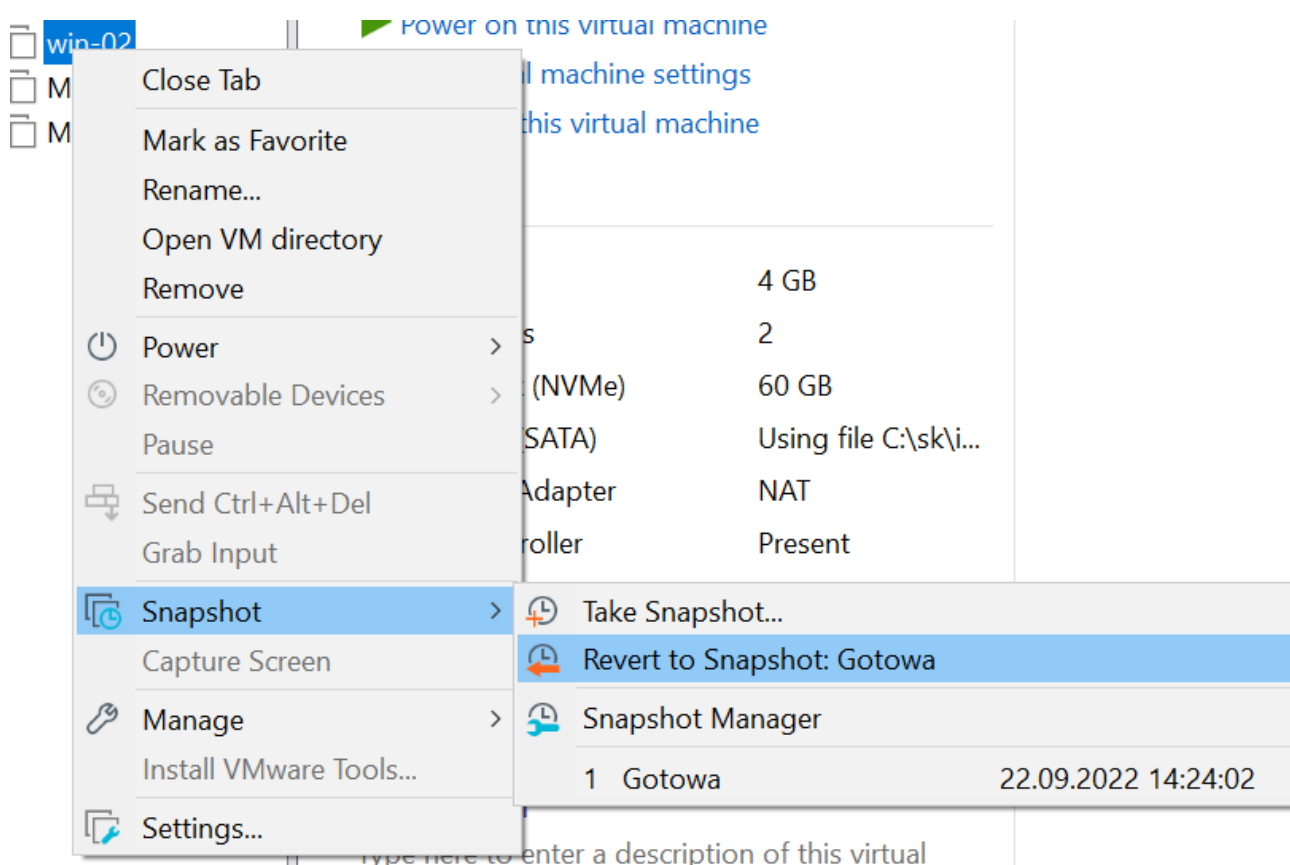 win-02
M
M
Power on this virtual machine
l machine settings
this virtual machine
Close Tab
Mark as Favorite
Rename...
Open VM directory
Remove
Power
Removable Devices
Pause
Send Ctrl+Alt+Del
Grab Input
Snapshot
Capture Screen
Manage
Install VMware Tools...
Settings...
4 GB
s 2
(NVMe) 60 GB
(SATA) Using file C:\sk\i...
Adapter NAT
roller Present
Take Snapshot...
Revert to Snapshot: Gotowa
Snapshot Manager
1 Gotowa 22.09.2022 14:24:02
Type here to enter a description of this virtual